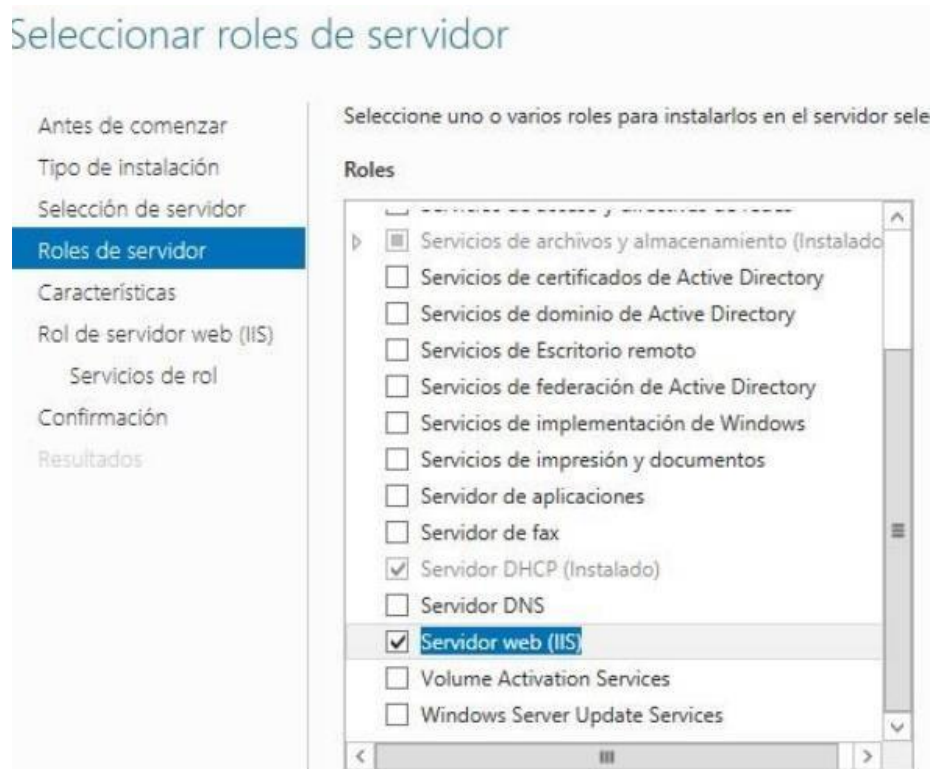 Seleccionar roles de servidor
Antes de comenzar
Tipo de instalación
Selección de servidor
Roles de servidor
Características
Rol de servidor web (IIS)
Servicios de rol
Confirmación
Resultados
Seleccione uno o varios roles para instalarlos en el servidor sele
Roles
Servicios de archivos y almacenamiento (Instalado
Servicios de certificados de Active Directory
Servicios de dominio de Active Directory
Servicios de Escritorio remoto
Servicios de federación de Active Directory
Servicios de implementación de Windows
Servicios de impresión y documentos
Servidor de aplicaciones
Servidor de fax
Servidor DHCP (Instalado)
Servidor DNS
Servidor web (IIS)
Volume Activation Services
Windows Server Update Services